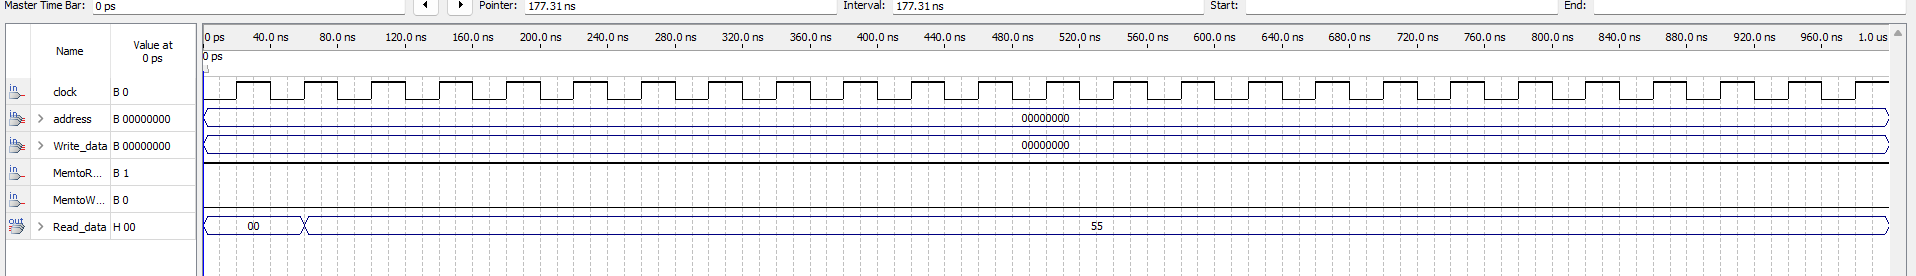 Master Time Bar: 0 ps Pointer: 177.31 ns Interval: 177.31 ns Start: End:
Name Value at 0 ps
0 ps 40.0 ns 80.0 ns 120.0 ns 160.0 ns 200.0 ns 240.0 ns 280.0 ns 320.0 ns 360.0 ns 400.0 ns 440.0 ns 480.0 ns 520.0 ns 560.0 ns 600.0 ns 640.0 ns 680.0 ns 720.0 ns 760.0 ns 800.0 ns 840.0 ns 880.0 ns 920.0 ns 960.0 ns 1.0 us
0 ps
in clock B 0
in address B 00000000 00000000
in Write_data B 00000000 00000000
in MemtoR... B 1
in MemtoW... B 0
out Read_data H 00 00 55